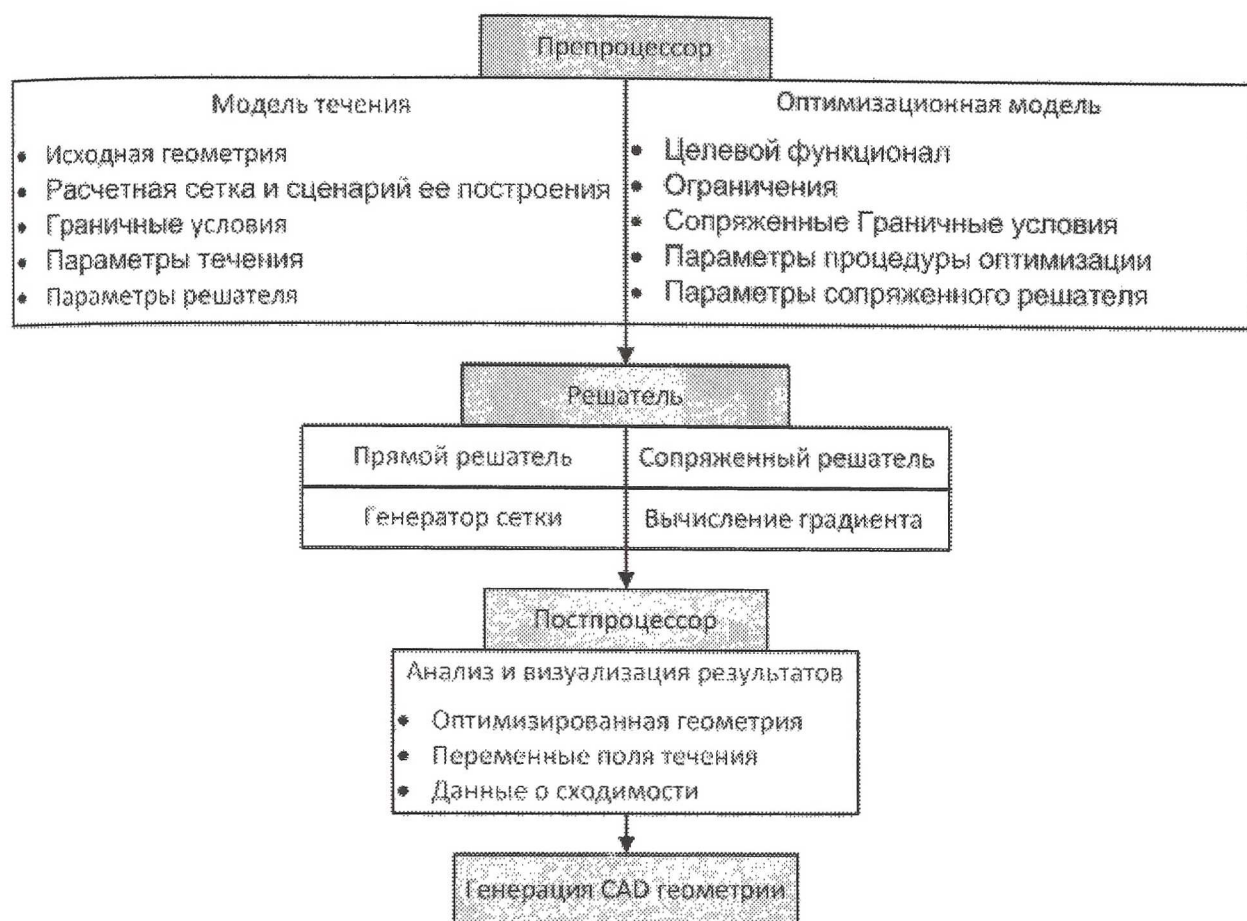 Препроцессор
Модель течения
• Исходная геометрия
• Расчетная сетка и сценарий ее построения
• Граничные условия
• Параметры течения
• Параметры решателя
Оптимизационная модель
• Целевой функционал
• Ограничения
• Сопряженные Граничные условия
• Параметры процедуры оптимизации
• Параметры сопряженного решателя
Решатель
Прямой решатель
Сопряженный решатель
Генератор сетки
Вычисление градиента
Постпроцессор
Анализ и визуализация результатов
• Оптимизированная геометрия
• Переменные поля течения
• Данные о сходимости
Генерация CAD геометрии